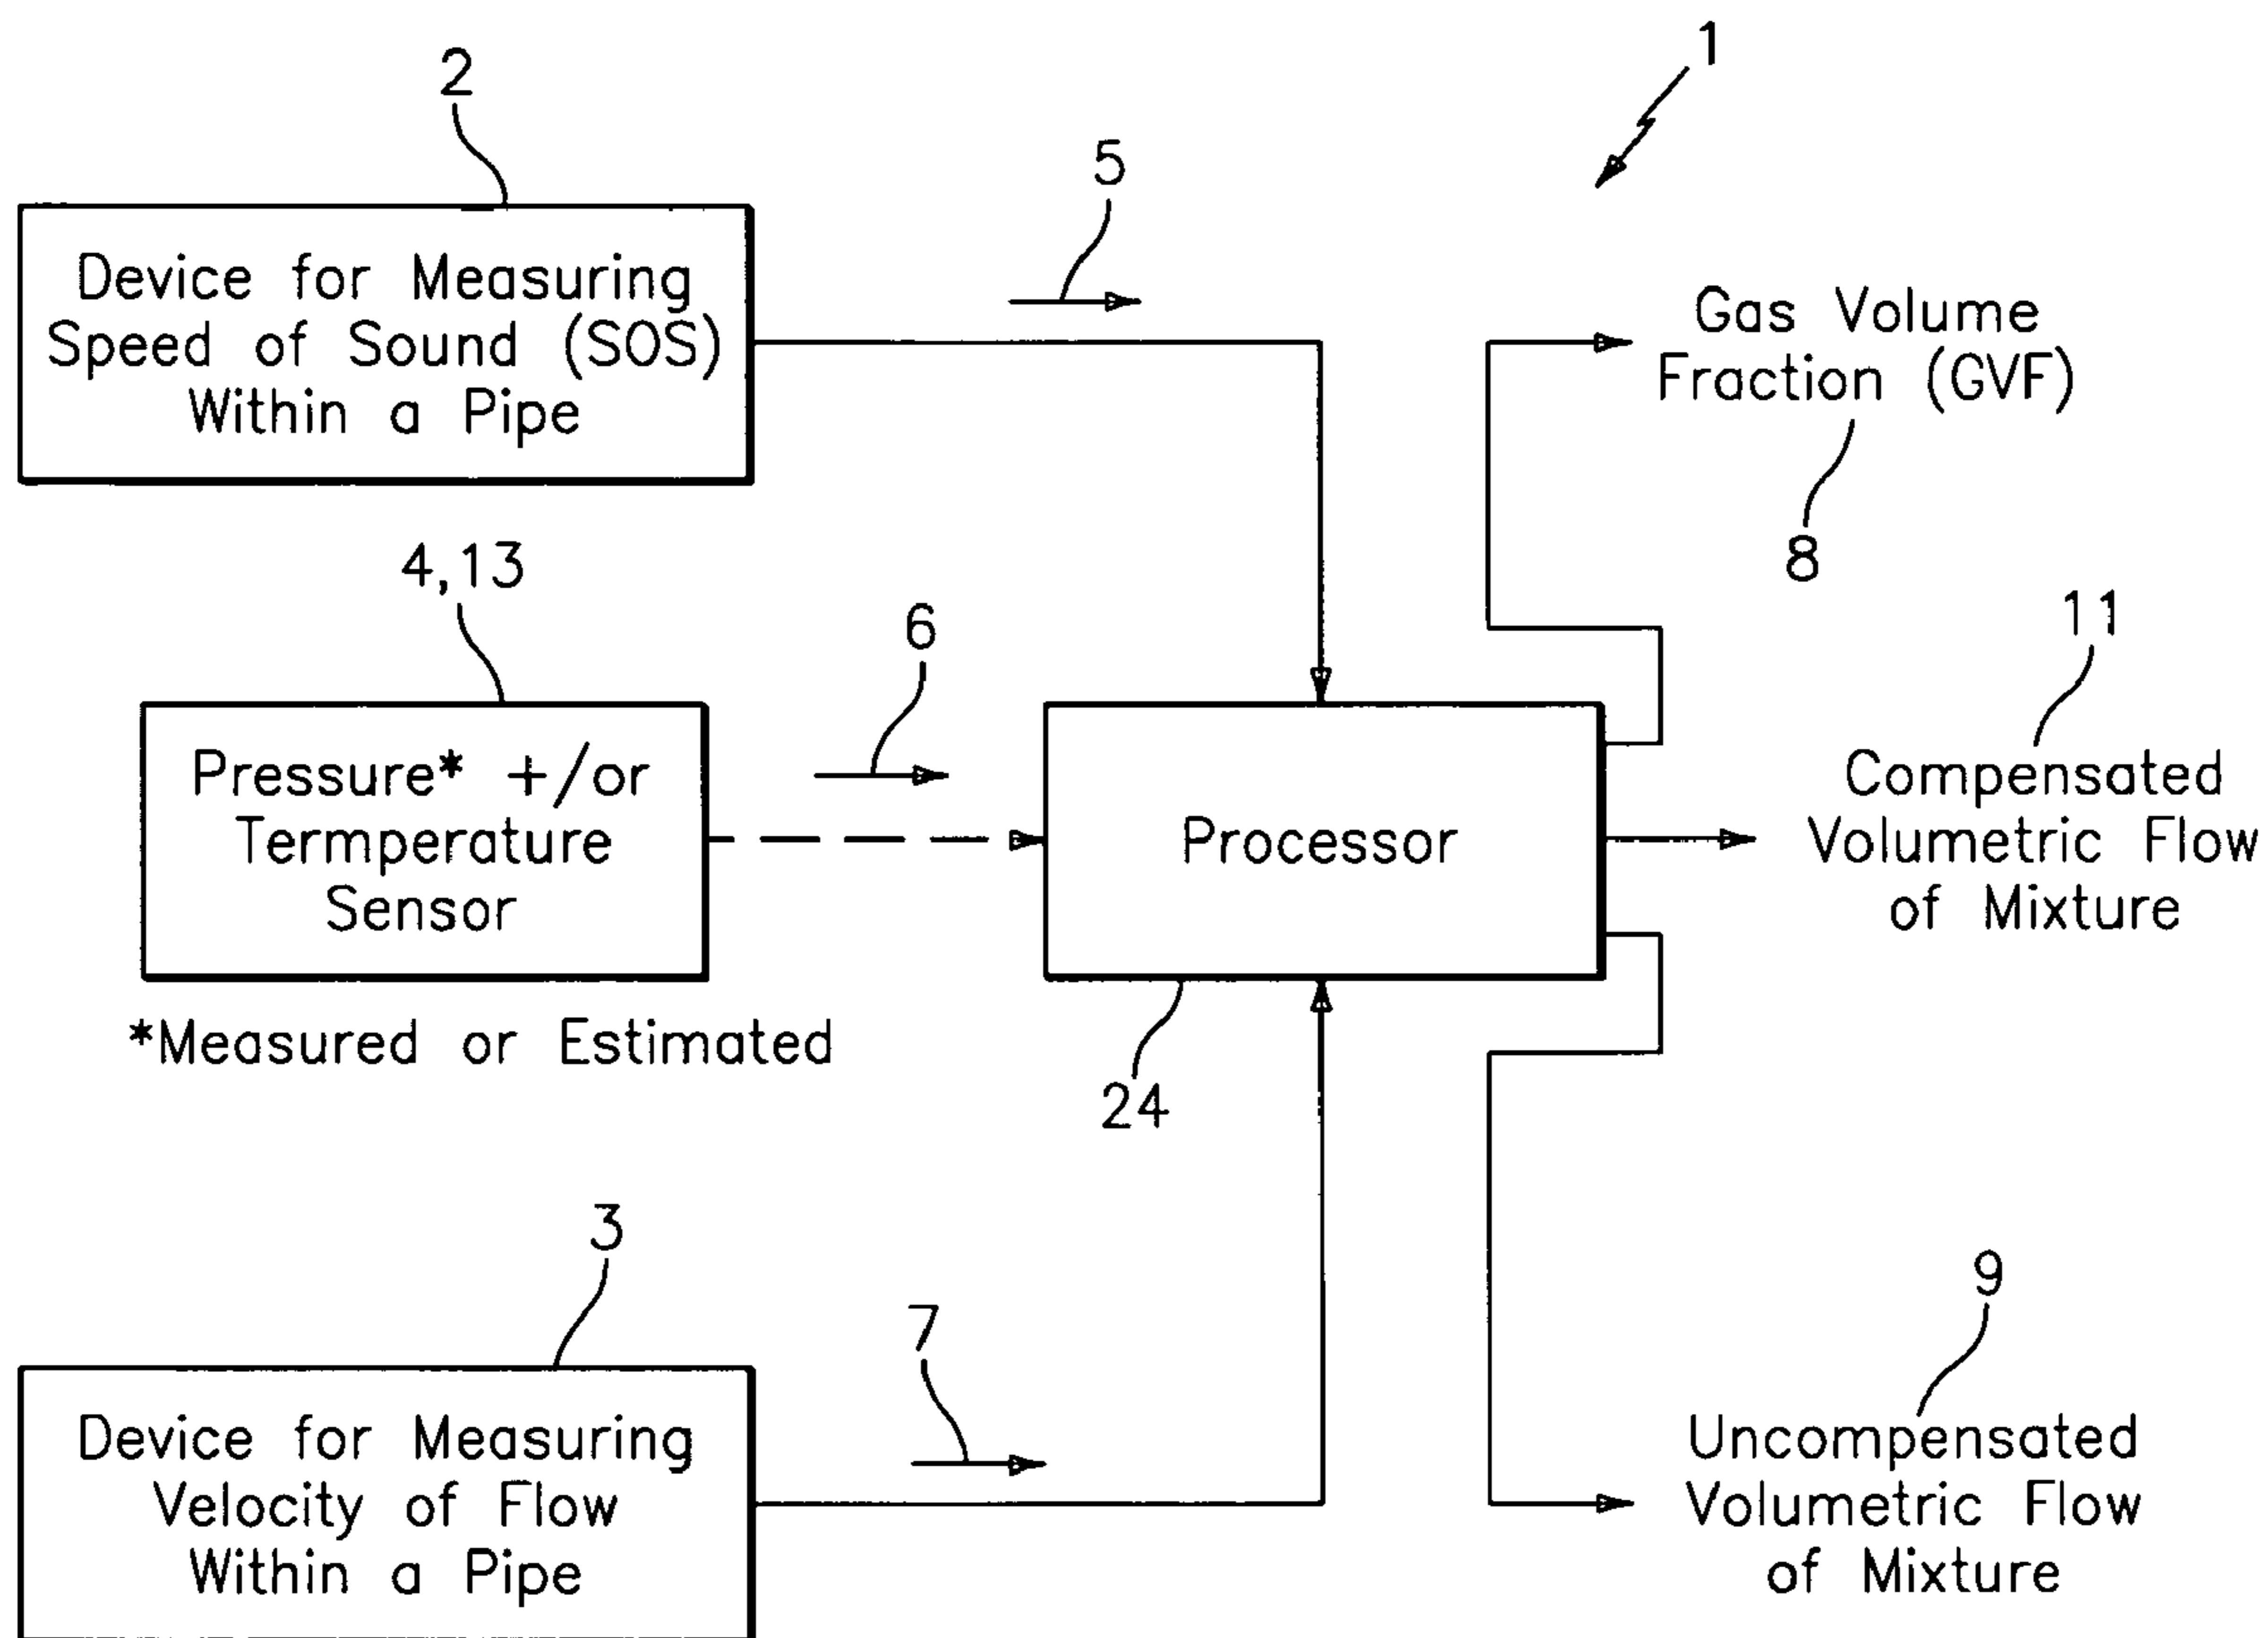 1
2
5
Device for Measuring
Speed of Sound (SOS)
Within a Pipe
Gas Volume
Fraction (GVF)
8
4,13
6
11
Pressure* +/or
Termperature
Sensor
Processor
Compensated
Volumetric Flow
of Mixture
*Measured or Estimated
24
3
7
9
Device for Measuring
Velocity of Flow
Within a Pipe
Uncompensated
Volumetric Flow
of Mixture